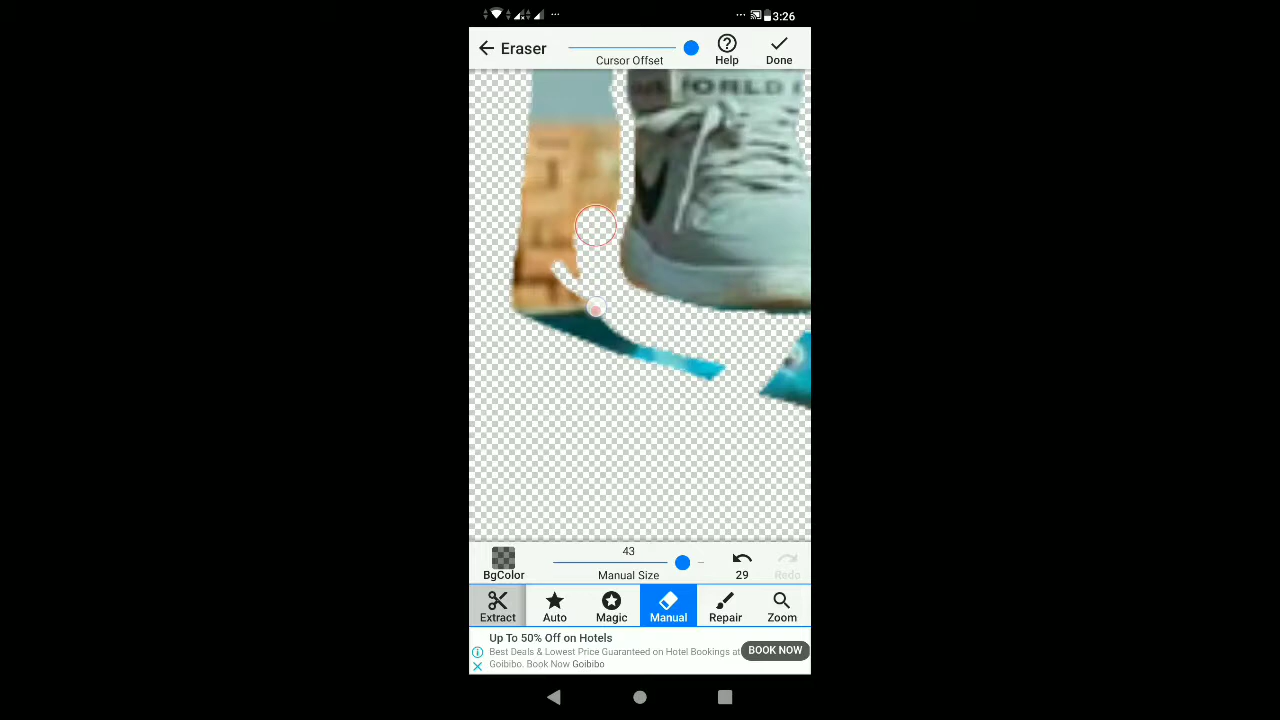 3:26
Eraser
Cursor Offset
Help
Done
ORLD
43
BgColor
Manual Size
29
Redo
Extract
Auto
Magic
Manual
Repair
Zoom
Up To 50% Off on Hotels
Best Deals & Lowest Price Guaranteed on Hotel Bookings at
Goibibo. Book Now Goibibo
BOOK NOW